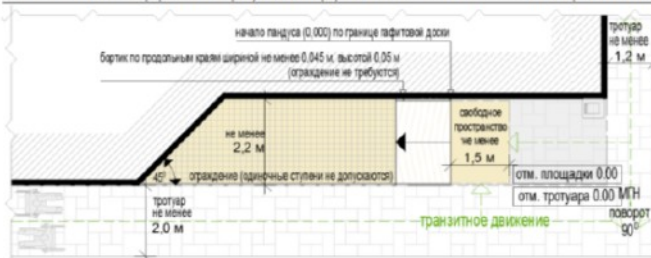 начало пандуса (0,000) по границе гафитовой доски
тротуар
не менее
1,2 м
бортик по продольным краям шириной не менее 0,045 м, высотой 0,05 м
(ограждение не требуются)
свободное
пространство
не менее
1,5 м
не менее
2,2 м
45°
ограждение (одиночные ступени не допускаются)
отм. площадки 0.00
отм. тротуара 0.00
МГН
поворот
90°
тротуар
не менее
2.0 м
транзитное движение